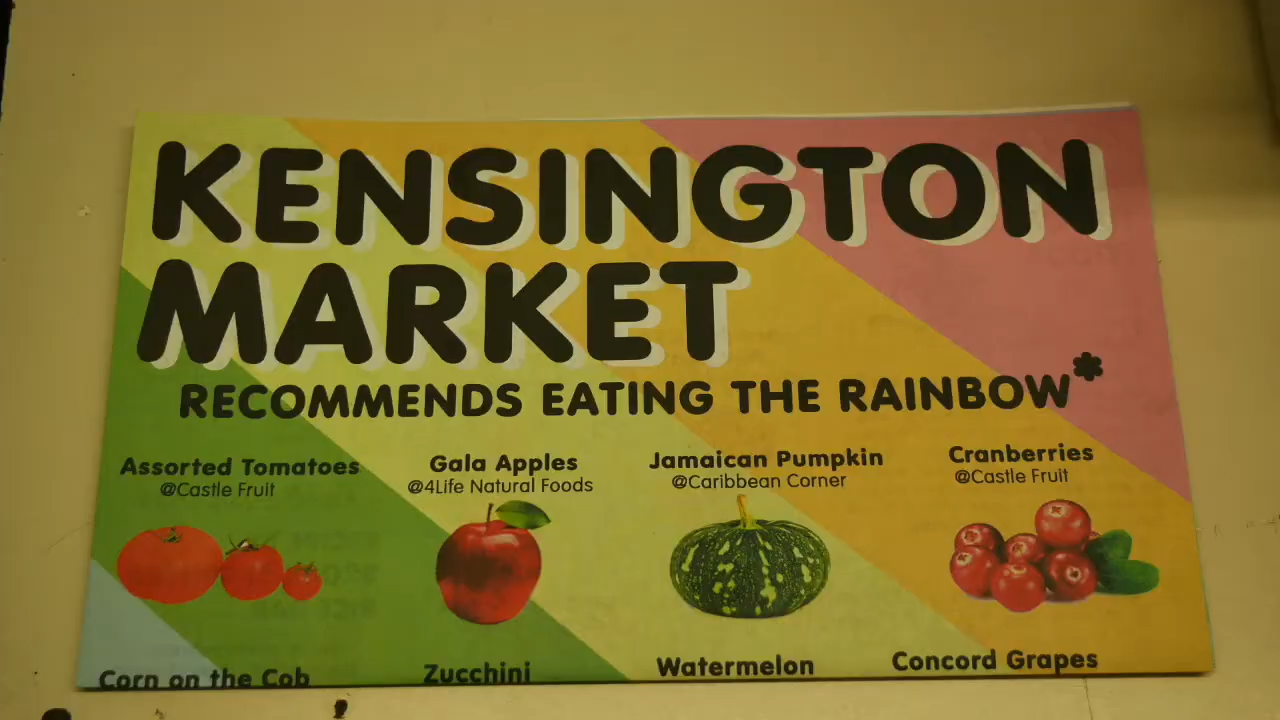 KENSINGTON
MARKET
RECOMMENDS EATING THE RAINBOW*
Assorted Tomatoes
@Castle Fruit
Gala Apples
@4Life Natural Foods
Jamaican Pumpkin
@Caribbean Corner
Cranberries
@Castle Fruit
Corn on the Cob
Zucchini
Watermelon
Concord Grapes